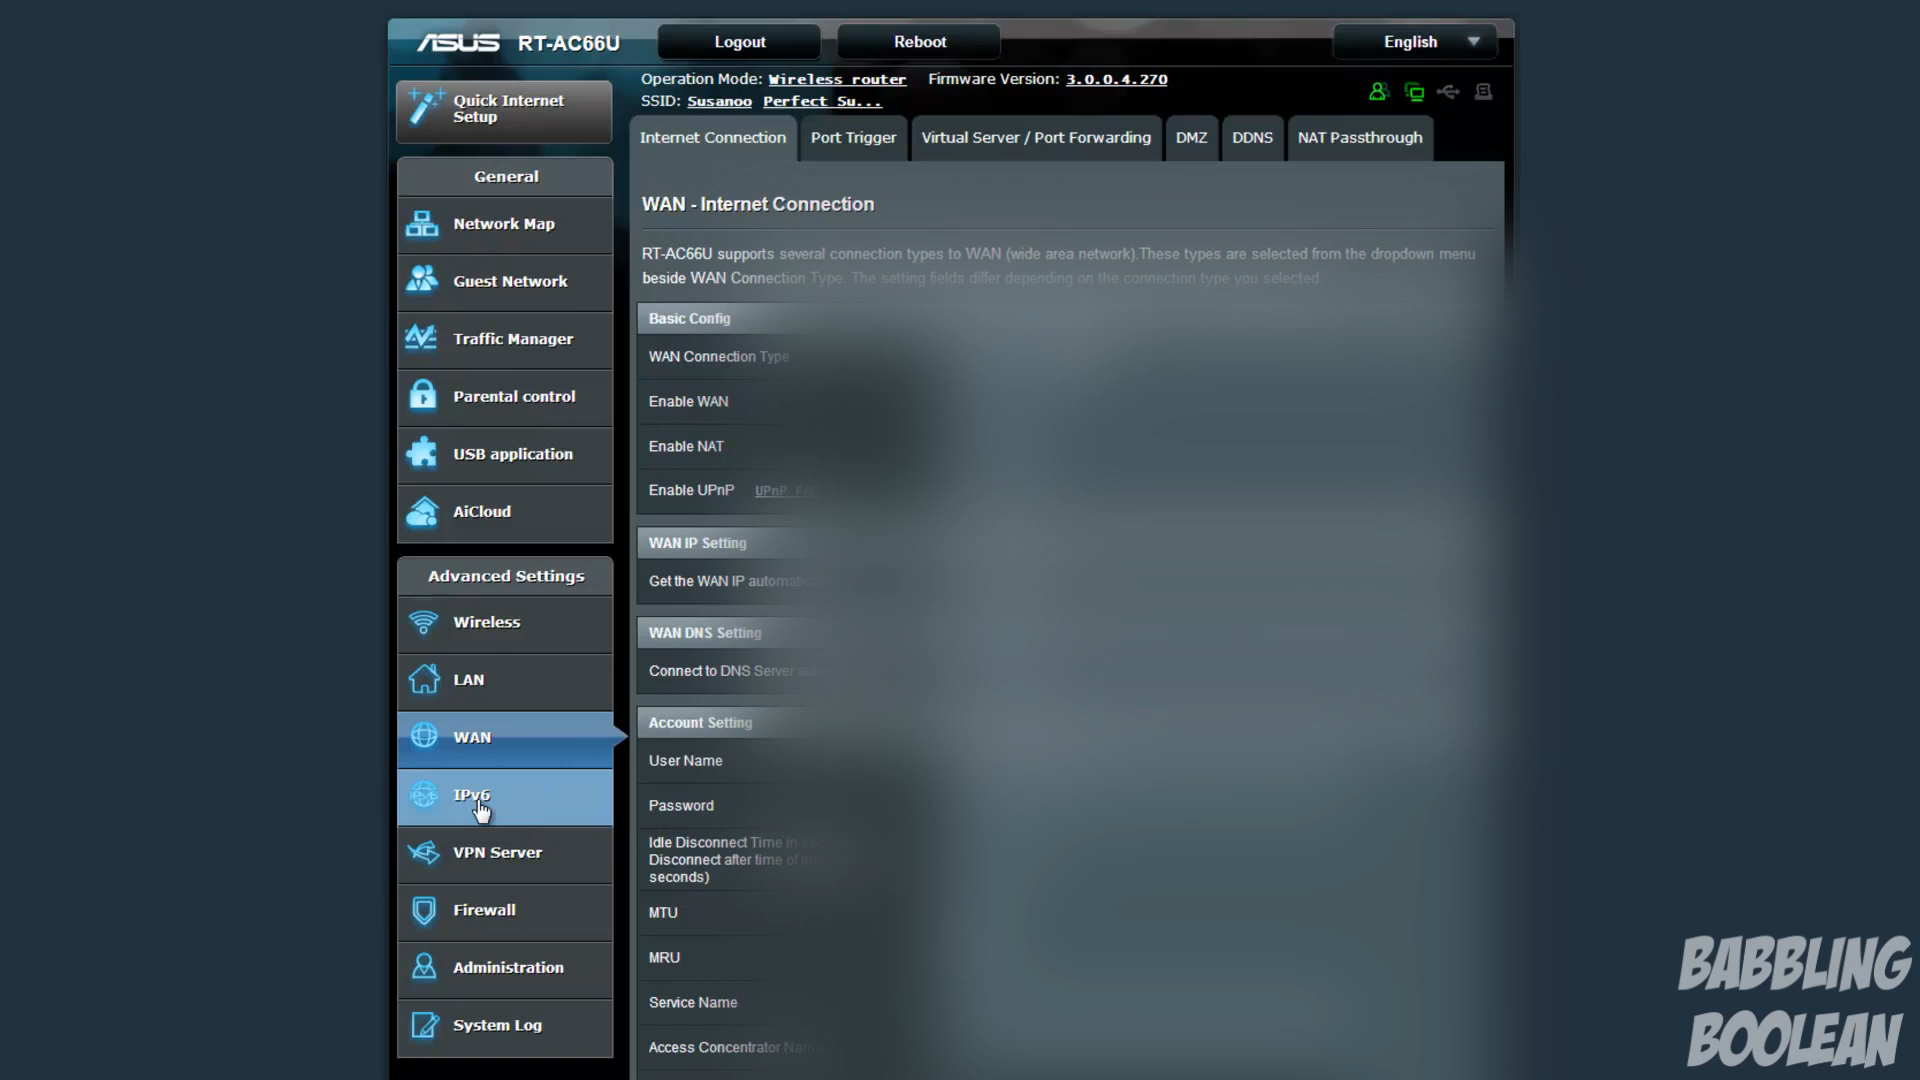 ASUS RT-AC66U
Logout
Reboot
English
Operation Mode: Wireless router Firmware Version: 3.0.0.4.270
SSID: Susanoo Perfect Su...
Quick Internet
Setup
General
Network Map
Guest Network
Traffic Manager
Parental control
USB application
AiCloud
Advanced Settings
Wireless
LAN
WAN
IPv6
VPN Server
Firewall
Administration
System Log
Internet Connection
Port Trigger
Virtual Server / Port Forwarding
DMZ
DDNS
NAT Passthrough
WAN - Internet Connection
RT-AC66U supports several connection types to WAN (wide area network).These types are selected from the dropdown menu
beside WAN Connection Type. The setting fields differ depending on the connection type you selected.
Basic Config
WAN Connection Type
Enable WAN
Enable NAT
Enable UPnP UPnP
WAN IP Setting
Get the WAN IP
WAN DNS Setting
Connect to DNS Server
Account Setting
User Name
Password
Idle Disconnect Time in
Disconnect after time of
seconds)
MTU
MRU
Service Name
Access Concentrator
BABBLING
BOOLEAN